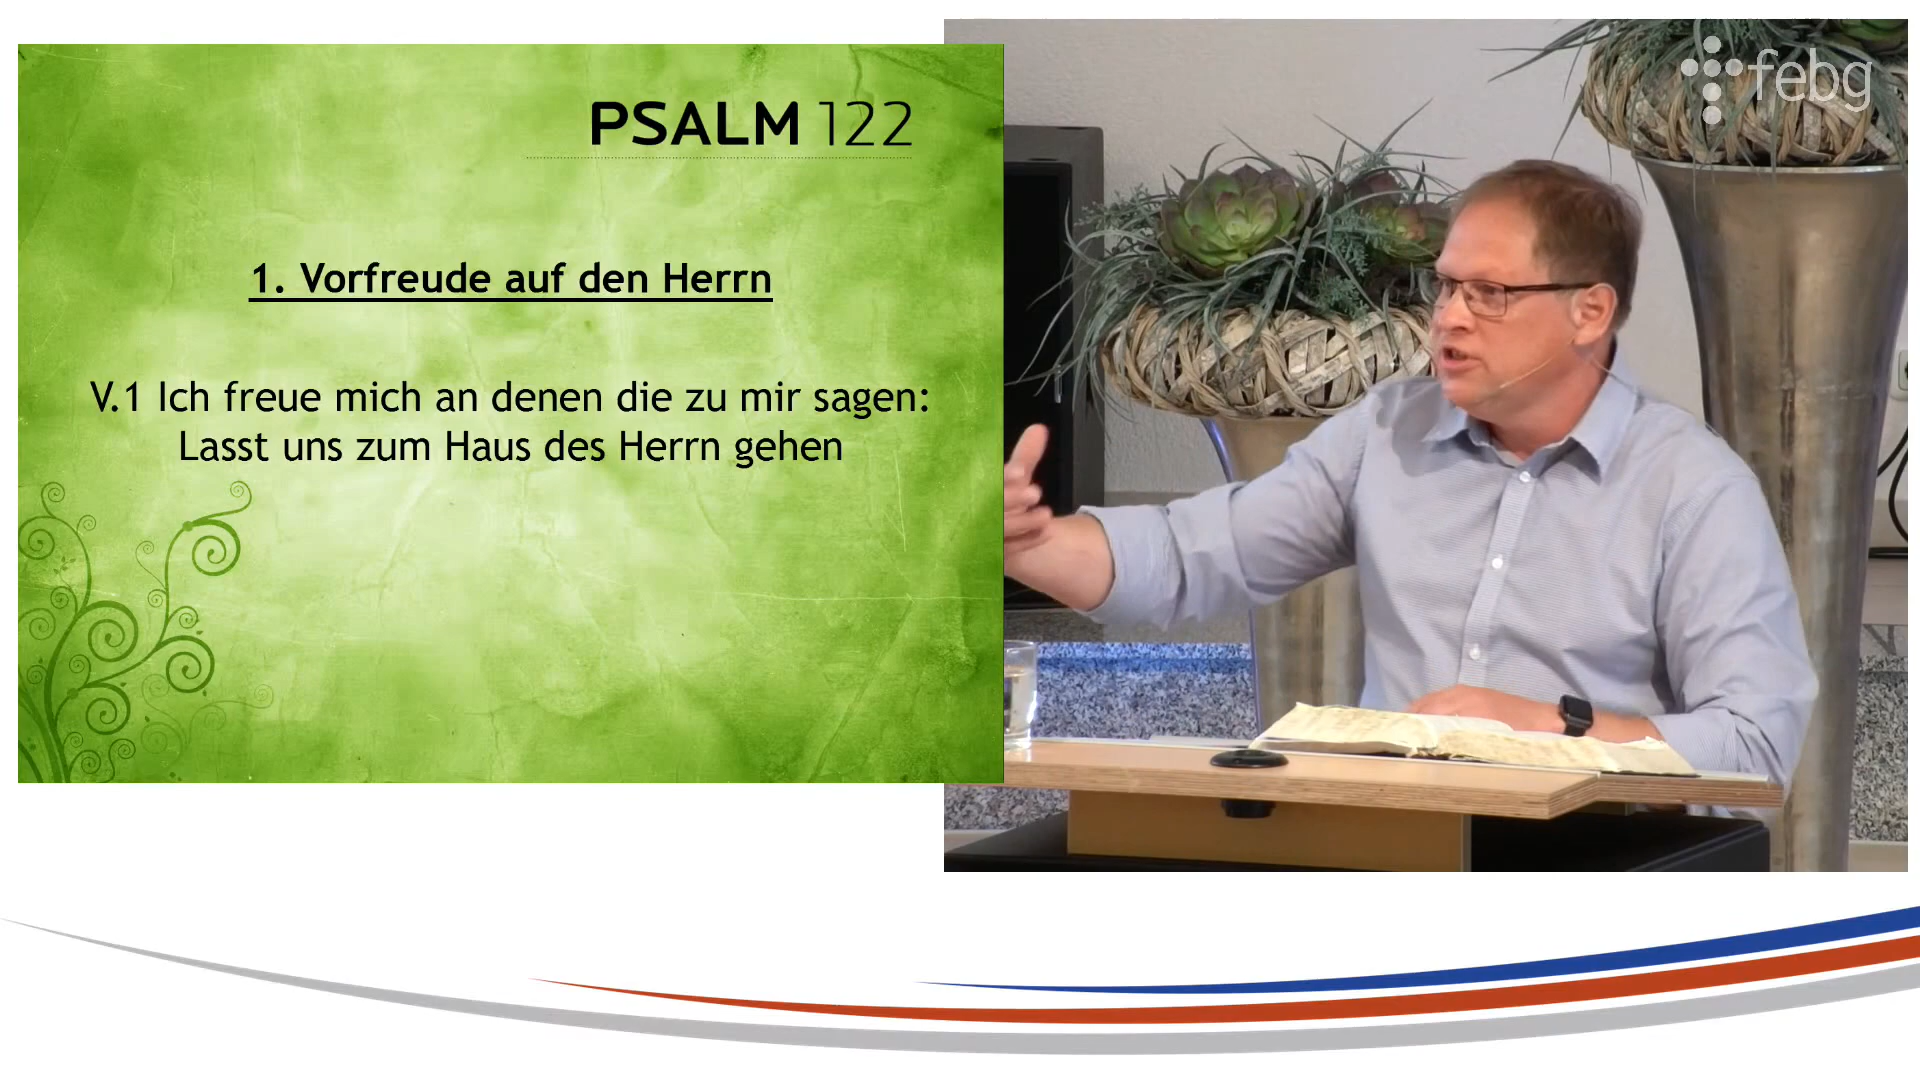 PSALM 122
1. Vorfreude auf den Herrn
V.1 Ich freue mich an denen die zu mir sagen:
Lasst uns zum Haus des Herrn gehen
febg